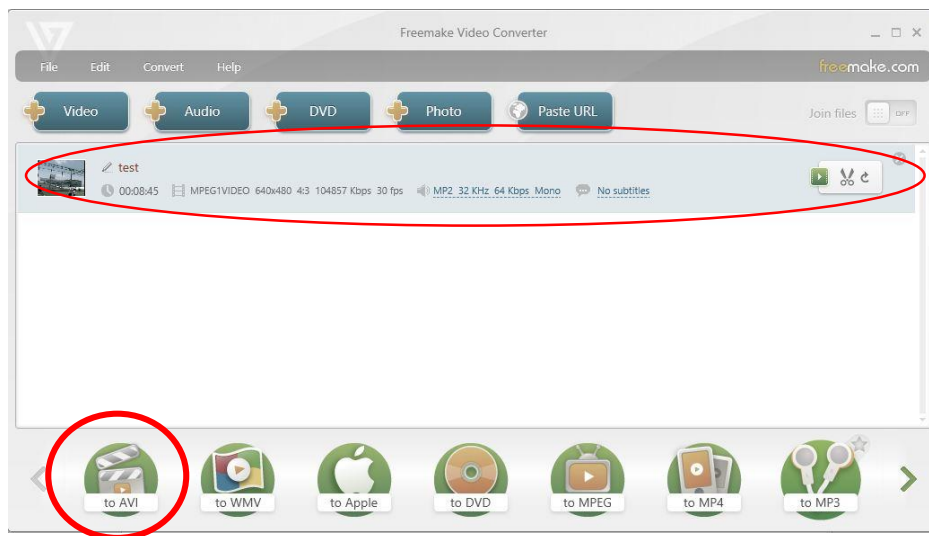 Freemake Video Converter
File Edit Convert Help freemake.com
Video Audio DVD Photo Paste URL Join files OFF
test
00:08:45 MPEG1VIDEO 640x480 4:3 104857 Kbps 30 fps MP2 32 KHz 64 Kbps Mono No subtitles
to AVI to WMV to Apple to DVD to MPEG to MP4 to MP3